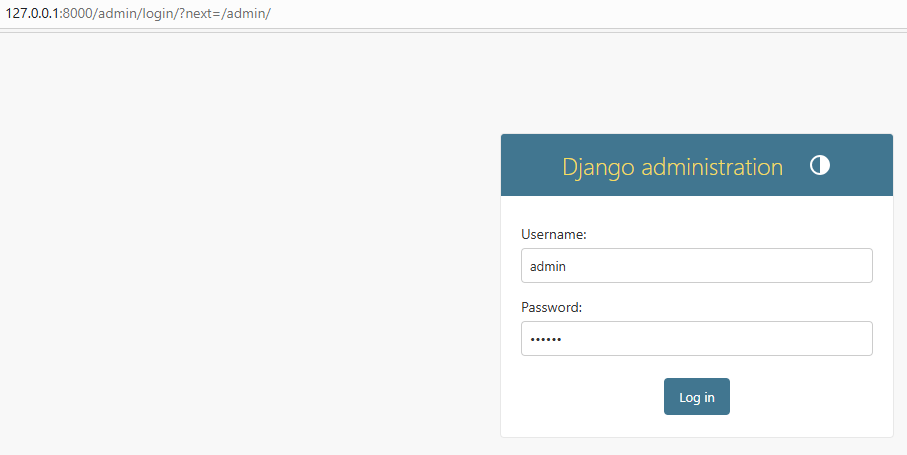 127.0.0.1:8000/admin/login/?next=/admin/
Django administration
Username:
admin
Password:
••••••
Log in